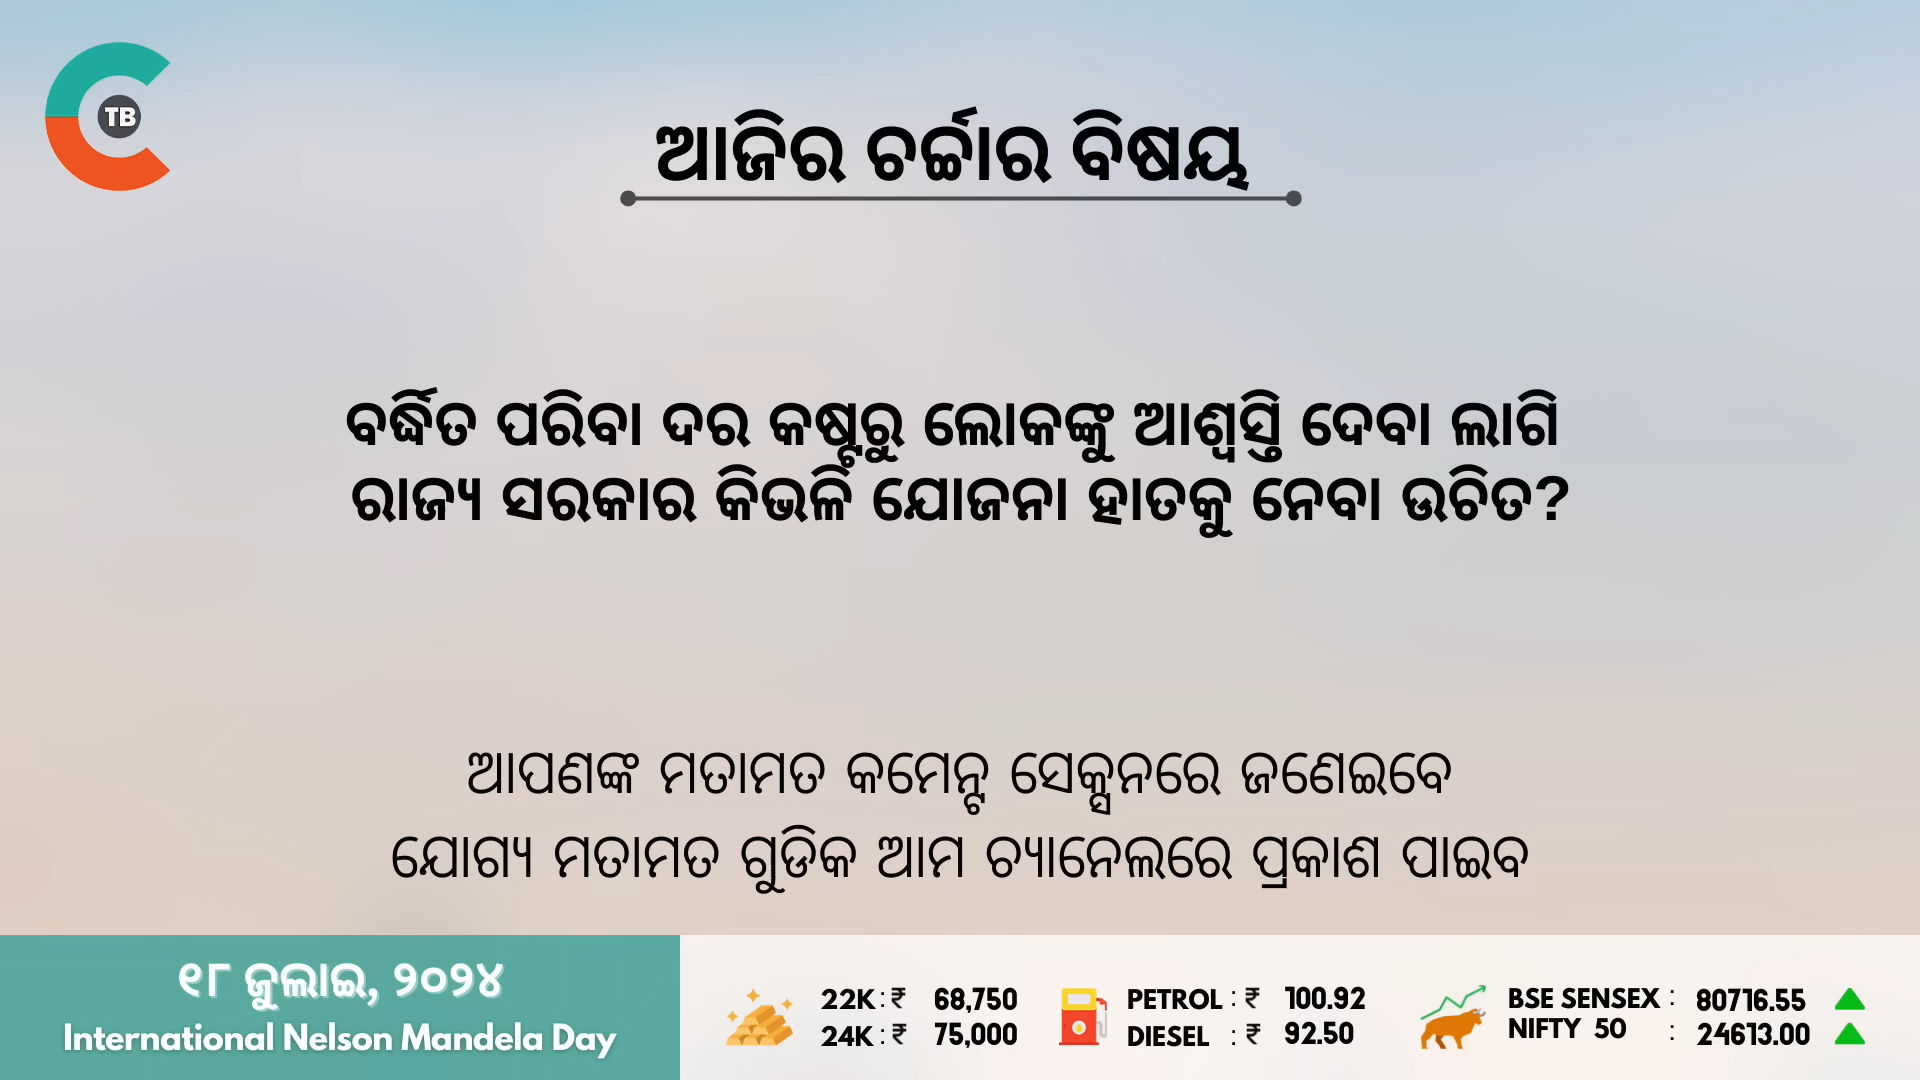 TB
ଆଜିର ଚର୍ଚ୍ଚାର ବିଷୟ
ବର୍ଦ୍ଧିତ ପରିବା ଦର କଷ୍ଟରୁ ଲୋକଙ୍କୁ ଆଶ୍ୱସ୍ତି ଦେବା ଲାଗି
ରାଜ୍ୟ ସରକାର କିଭଳି ଯୋଜନା ହାତକୁ ନେବା ଉଚିତ?
ଆପଣଙ୍କ ମତାମତ କମେନ୍ଟ ସେକ୍ସନରେ ଜଣେଇବେ
ଯୋଗ୍ୟ ମତାମତ ଗୁଡିକ ଆମ ଚ୍ୟାନେଲରେ ପ୍ରକାଶ ପାଇବ
୧୮ ଜୁଲାଇ, ୨୦୨୪
International Nelson Mandela Day
22K : ₹ 68,750
24K : ₹ 75,000
PETROL : ₹ 100.92
DIESEL : ₹ 92.50
BSE SENSEX : 80716.55
NIFTY 50 : 24613.00